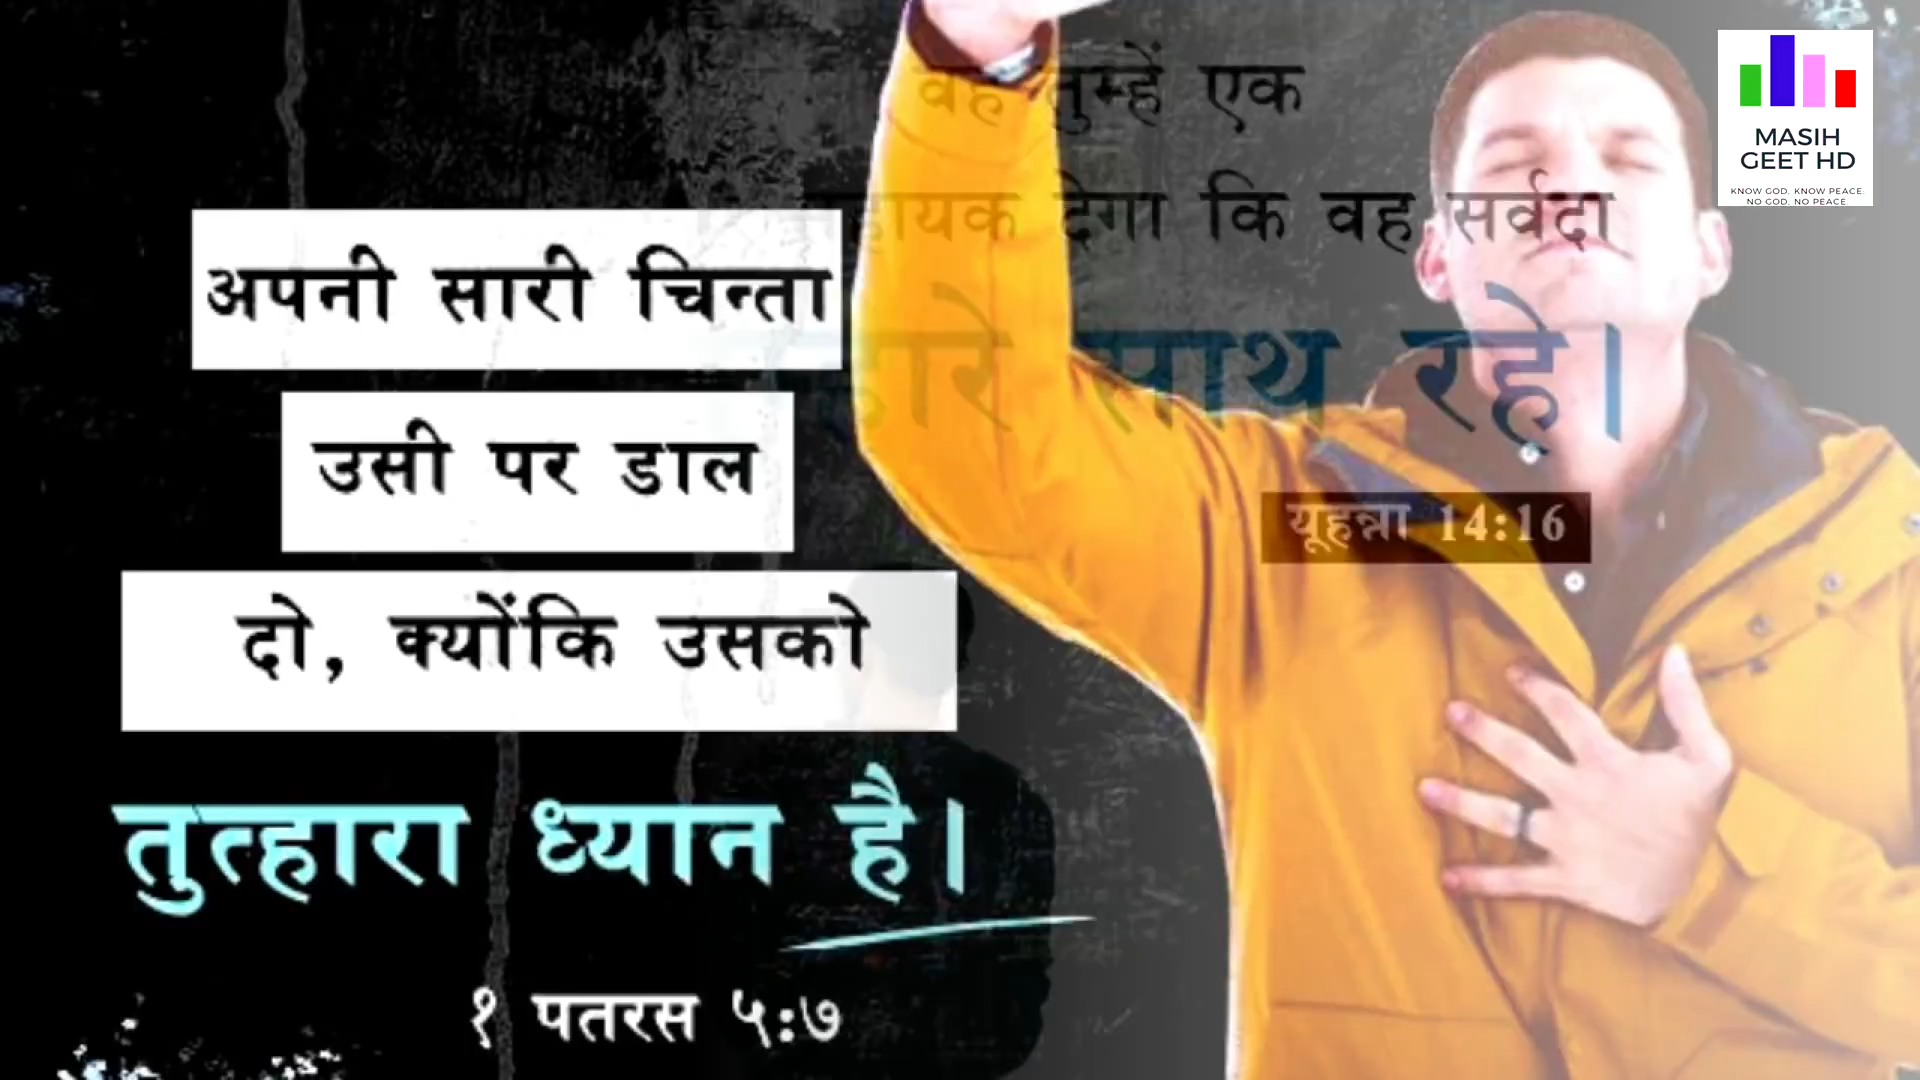 अपनी सारी चिन्ता
उसी पर डाल
दो, क्योंकि उसको
तुत्हारा ध्यान है।
१ पतरस ५:७
वह तुम्हें एक
देगा कि वह सर्वदा
साथ रहे।
यूहन्ना 14:16
MASIH
GEET HD
KNOW GOD. KNOW PEACE.
NO GOD. NO PEACE